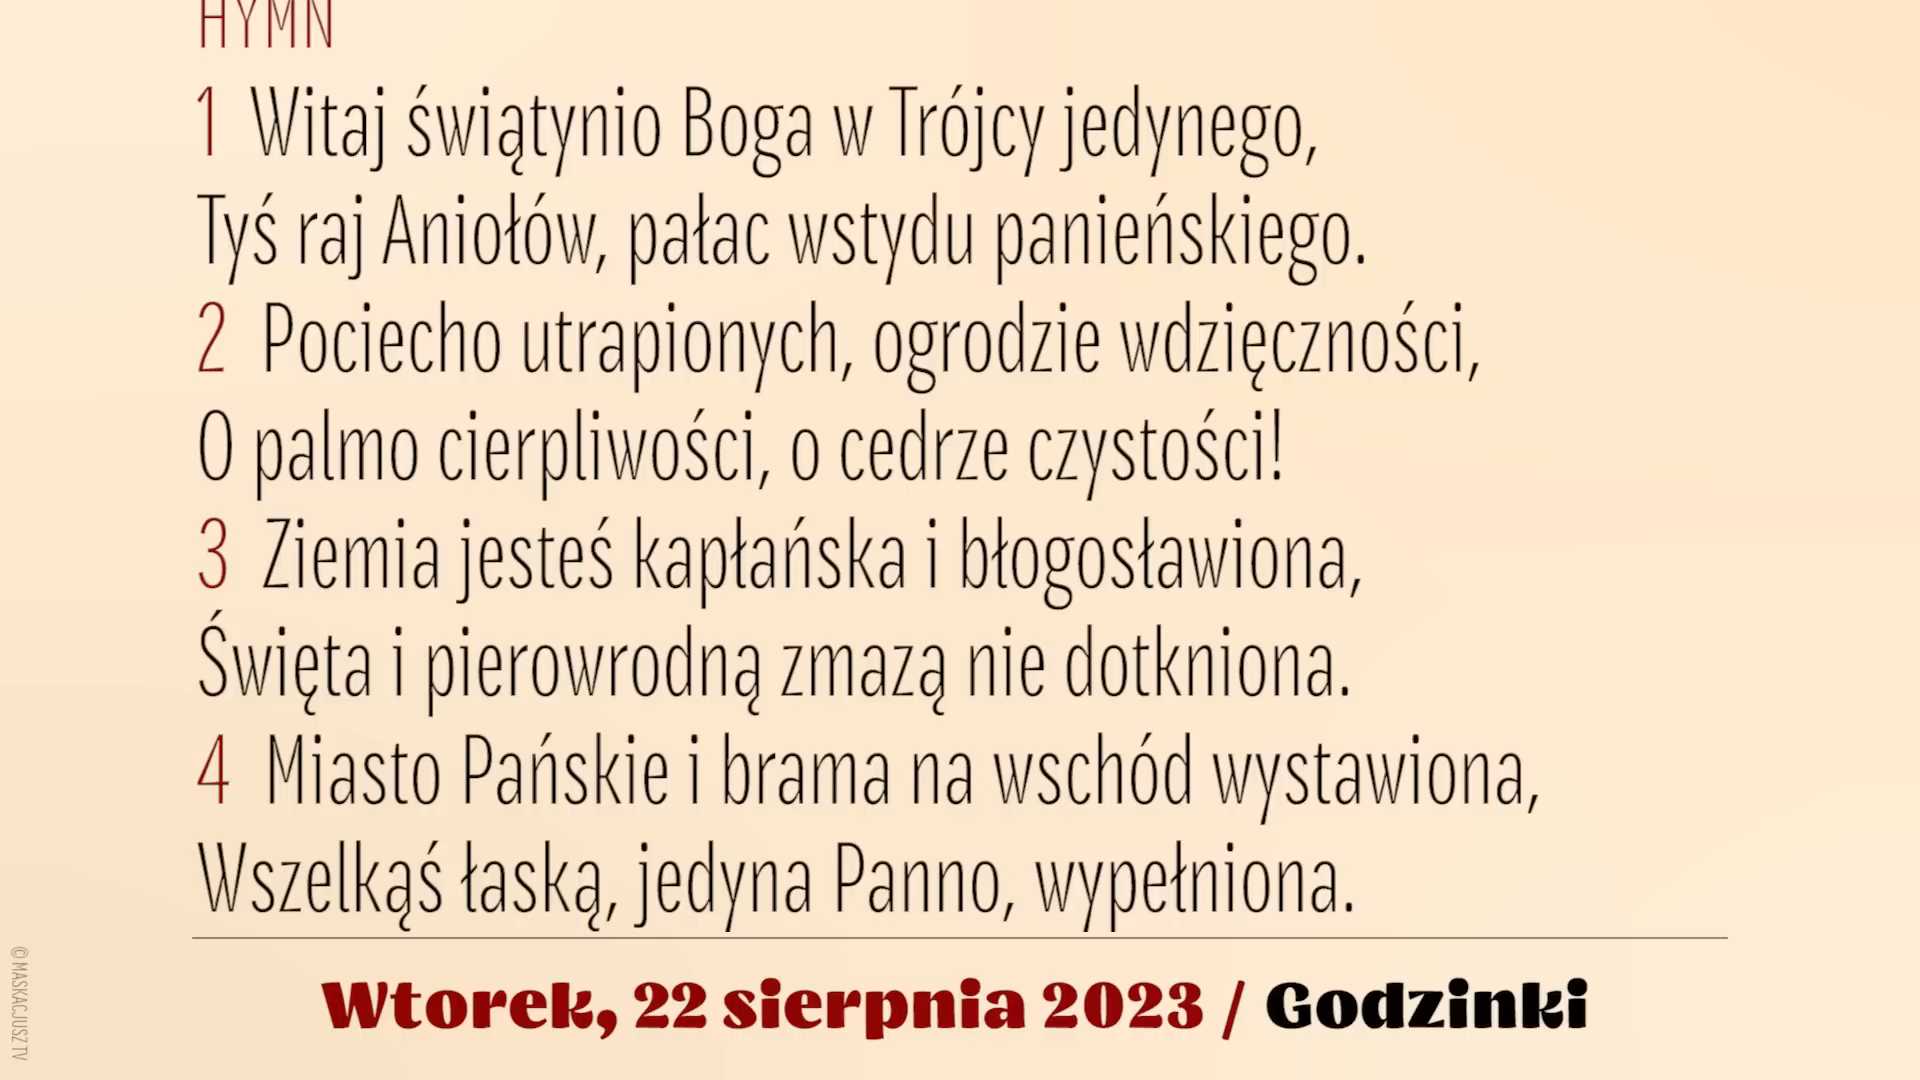 HYMN
1 Witaj świątynio Boga w Trójcy jedynego,
Tyś raj Aniołów, pałac wstydu panieńskiego.
2 Pociecho utrapionych, ogrodzie wdzięczności,
O palmo cierpliwości, o cedrze czystości!
3 Ziemia jesteś kapłańska i błogosławiona,
Święta i pierowrodną zmazą nie dotkniona.
4 Miasto Pańskie i brama na wschód wystawiona,
Wszelkąś łaską, jedyna Panno, wypełniona.
Wtorek, 22 sierpnia 2023 / Godzinki
© MASKACJUSZ TV